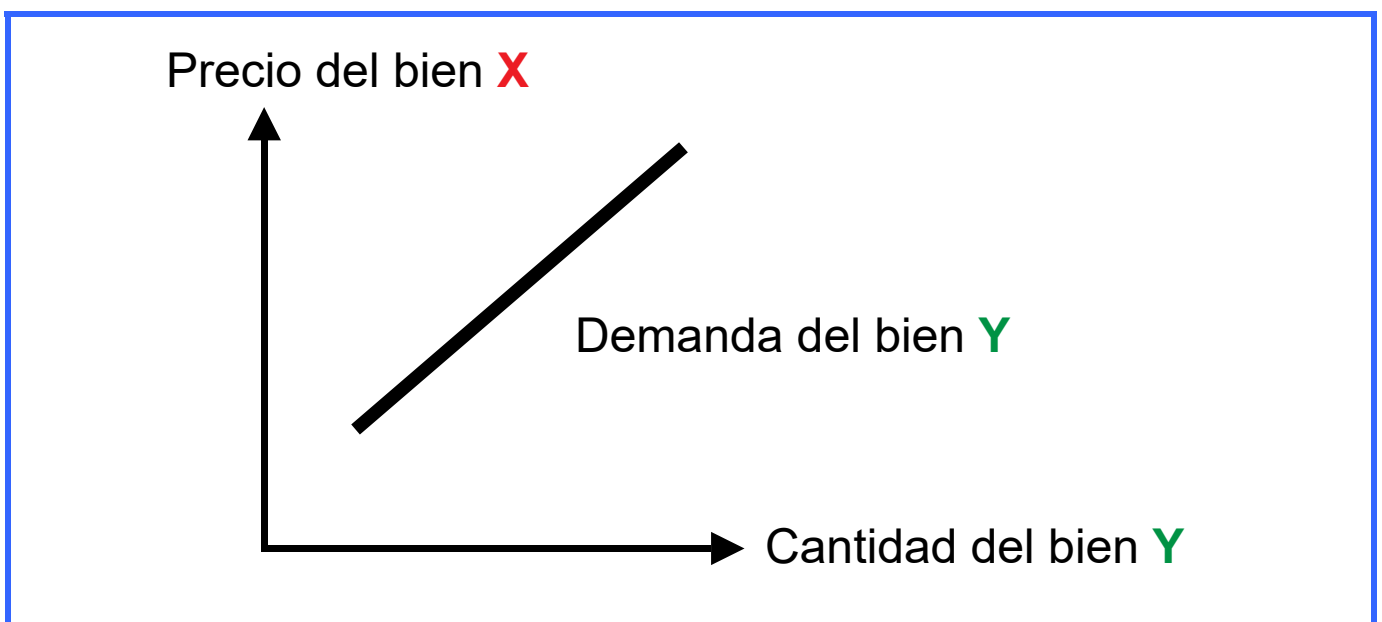 Precio del bien X
Demanda del bien Y
Cantidad del bien Y